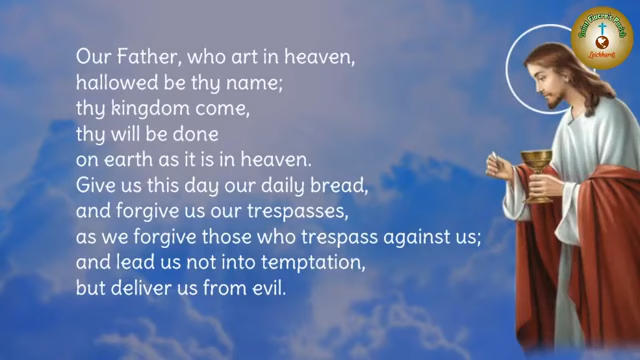 Our Father, who art in heaven,
hallowed be thy name;
thy kingdom come,
thy will be done
on earth as it is in heaven.
Give us this day our daily bread,
and forgive us our trespasses,
as we forgive those who trespass against us;
and lead us not into temptation,
but deliver us from evil.
Leichhardt